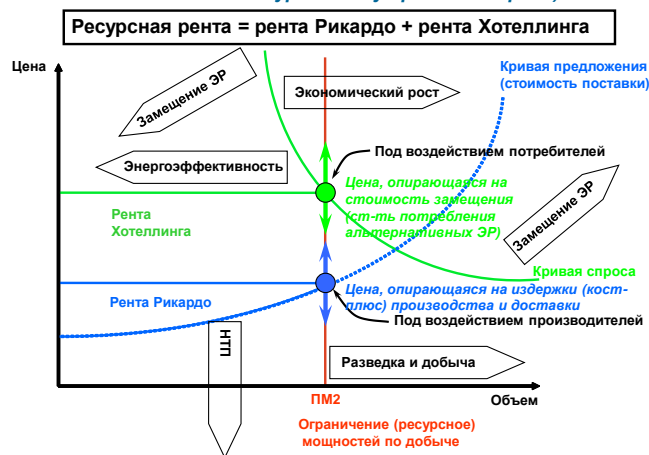 Ресурсная рента = рента Рикардо + рента Хотеллинга
Цена
Замещение ЭР
Экономический рост
Кривая предложения
(стоимость поставки)
Энергоэффективность
Под воздействием потребителей
Цена, опирающаяся на
стоимость замещения
(ст-ть потребления
альтернативных ЭР)
Замещение ЭР
Рента
Хотеллинга
Кривая спроса
Рента Рикардо
Цена, опирающаяся на издержки (кост-
плюс) производства и доставки
Под воздействием производителей
НТП
Разведка и добыча
ПМ2
Объем
Ограничение (ресурсное)
мощностей по добыче